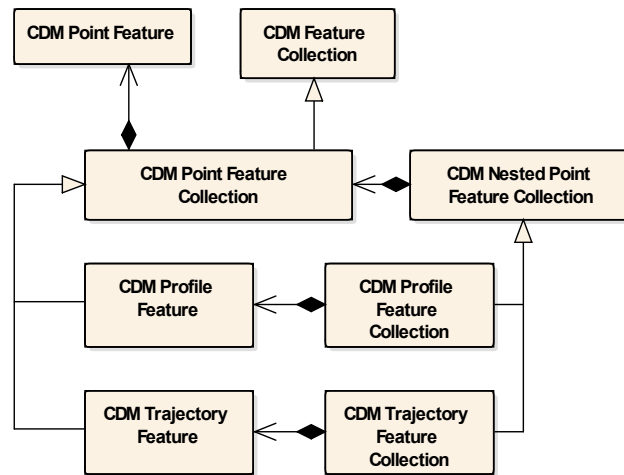 CDM Point Feature
CDM Feature
Collection
CDM Point Feature
Collection
CDM Nested Point
Feature Collection
CDM Profile
Feature
CDM Profile
Feature
Collection
CDM Trajectory
Feature
CDM Trajectory
Feature
Collection